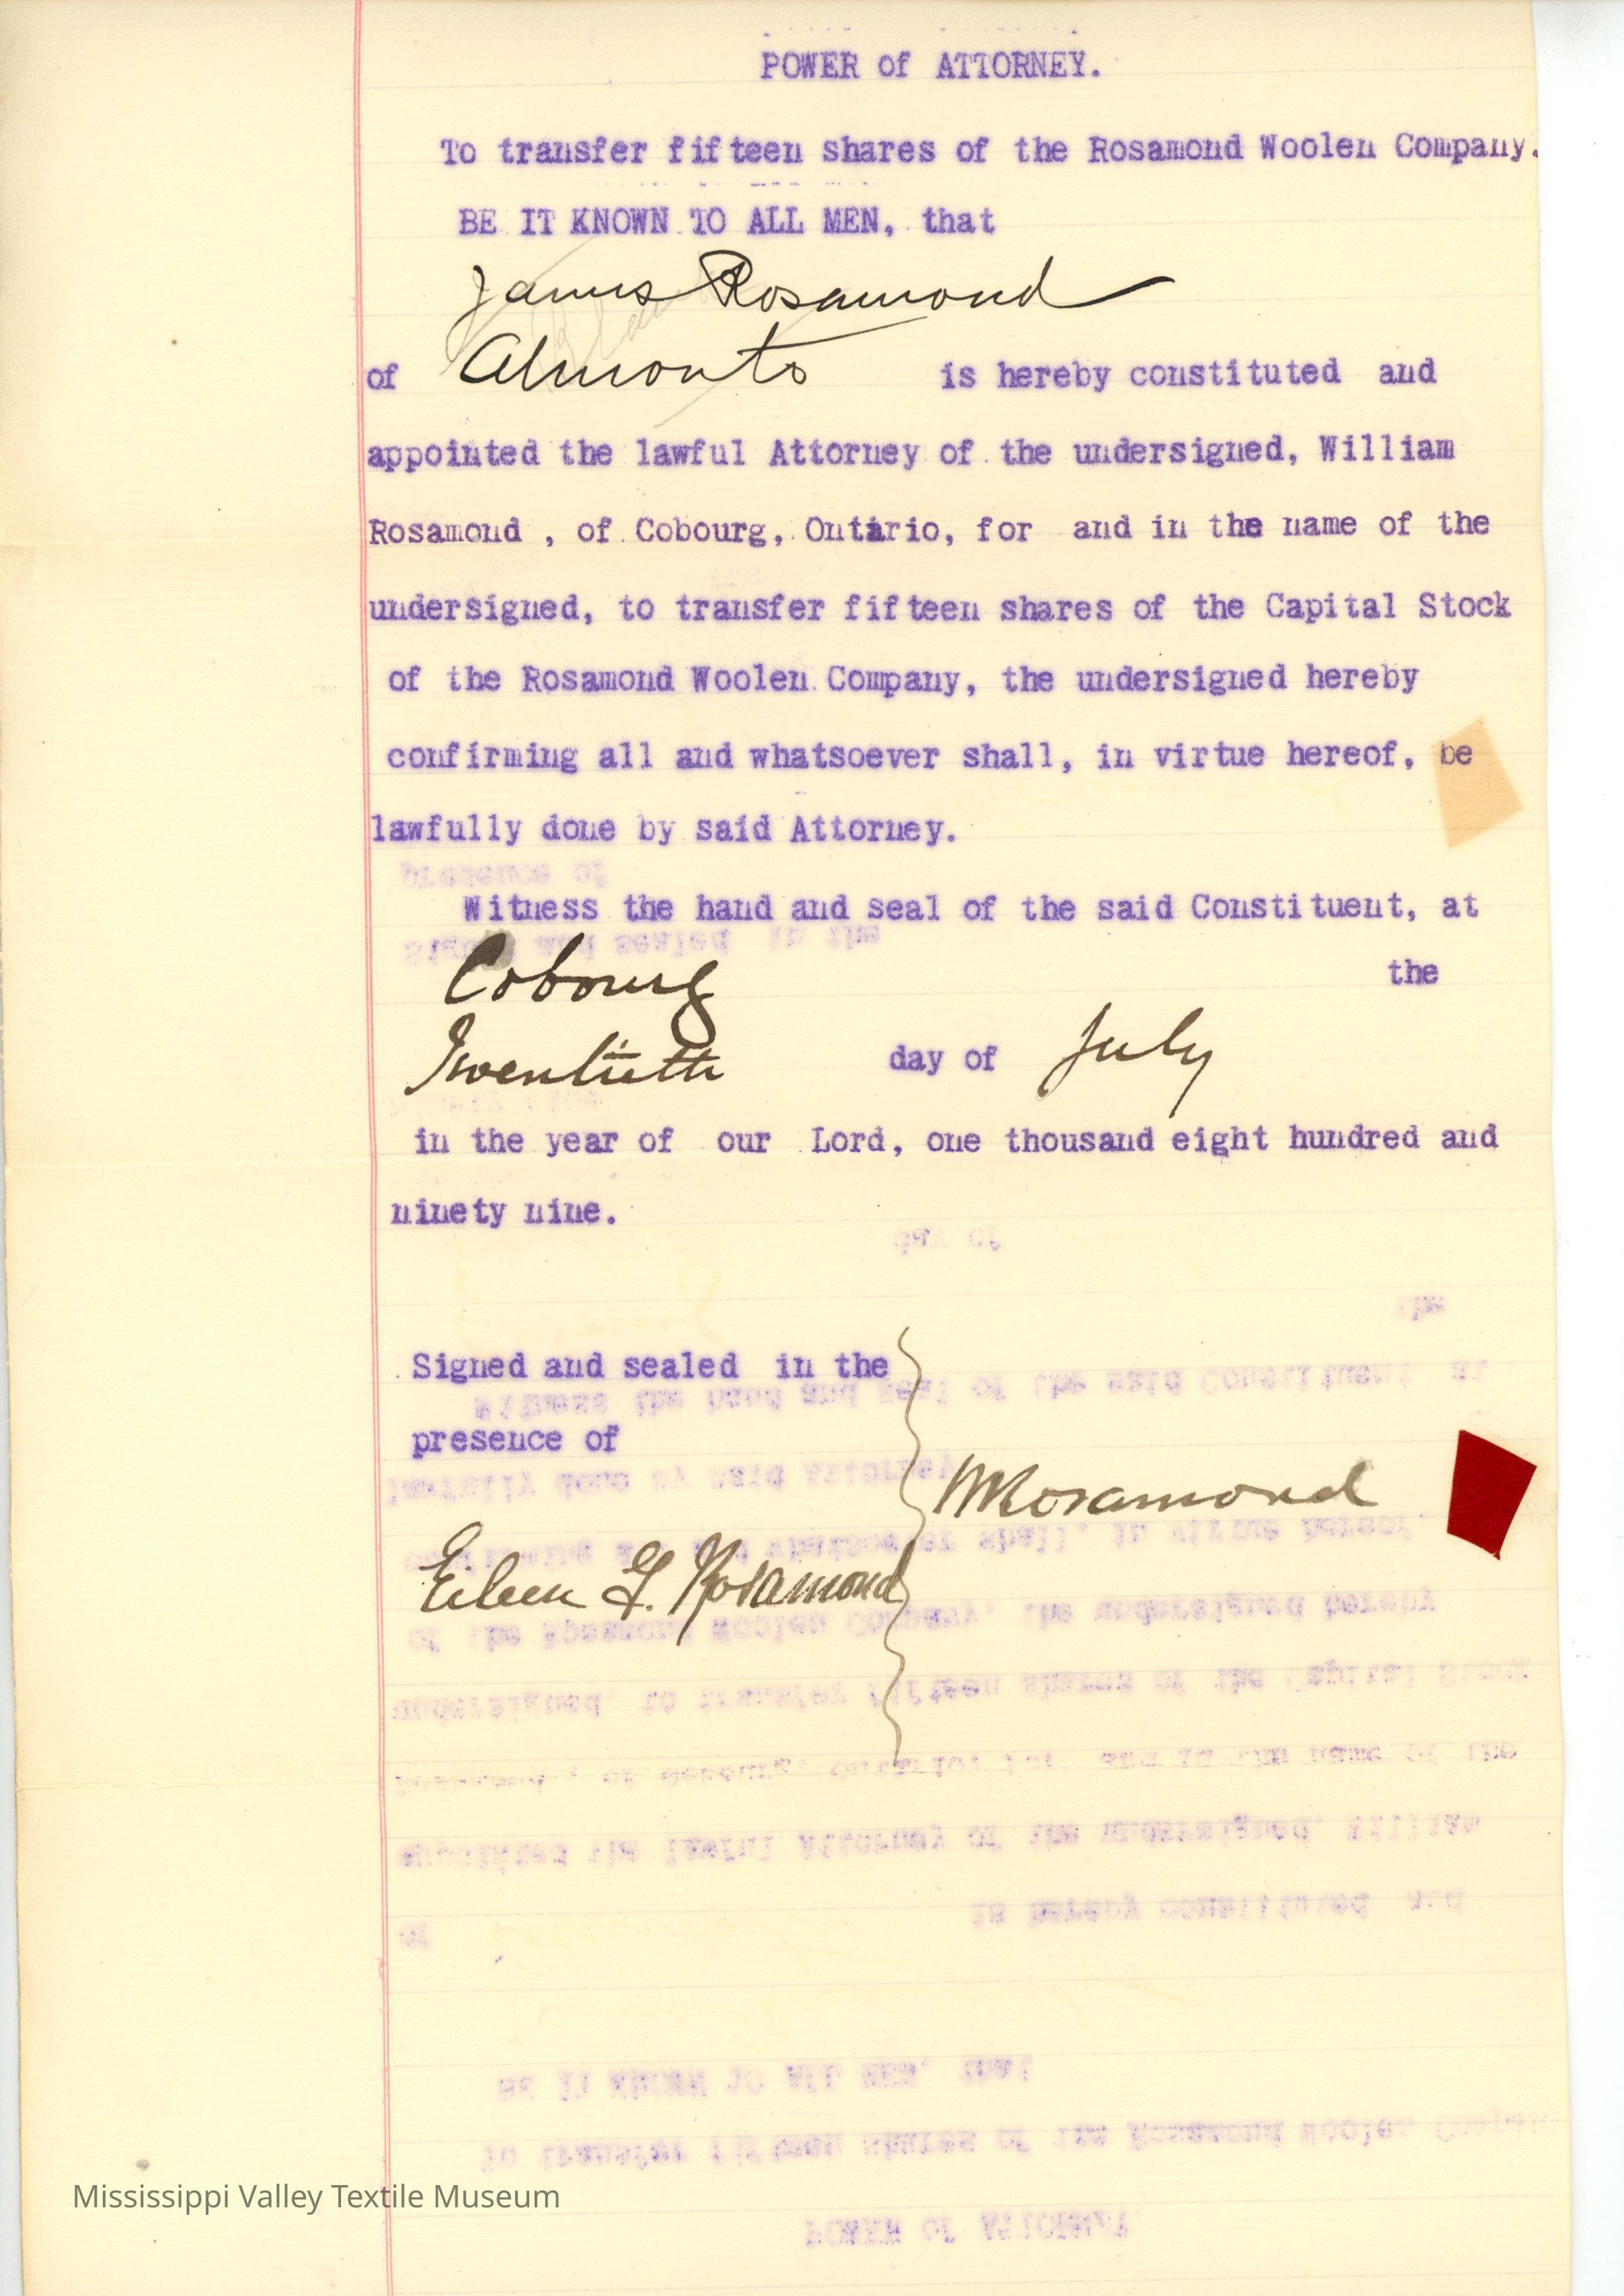 POWER of ATTORNEY.
To transfer fifteen shares of the Rosamond Woolen Company.
BE IT KNOWN TO ALL MEN, that
James Rosamond
of Almonte is hereby constituted and
appointed the lawful Attorney of the undersigned, William
Rosamond , of Cobourg, Ontario, for and in the name of the
undersigned, to transfer fifteen shares of the Capital Stock
of the Rosamond Woolen Company, the undersigned hereby
confirming all and whatsoever shall, in virtue hereof, be
lawfully done by said Attorney.
Witness the hand and seal of the said Constituent, at
Cobourg the
Twentieth day of July
in the year of our Lord, one thousand eight hundred and
ninety nine.
Signed and sealed in the
presence of
WRosamond
Eileen G. Rosamond
Mississippi Valley Textile Museum